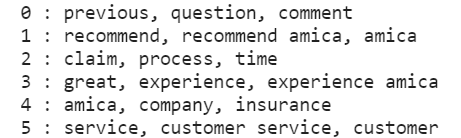 0 : previous, question, comment
1 : recommend, recommend amica, amica
2 : claim, process, time
3 : great, experience, experience amica
4 : amica, company, insurance
5 : service, customer service, customer